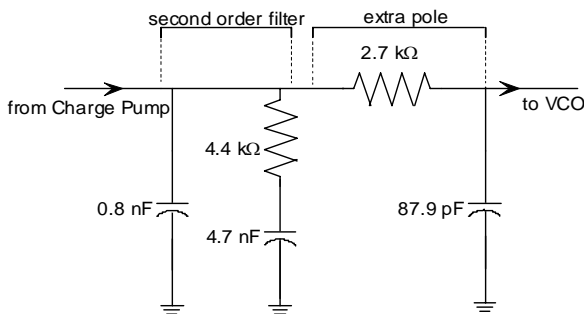 second order filter
extra pole
2.7 kΩ
from Charge Pump
to VCO
4.4 kΩ
0.8 nF
87.9 pF
4.7 nF